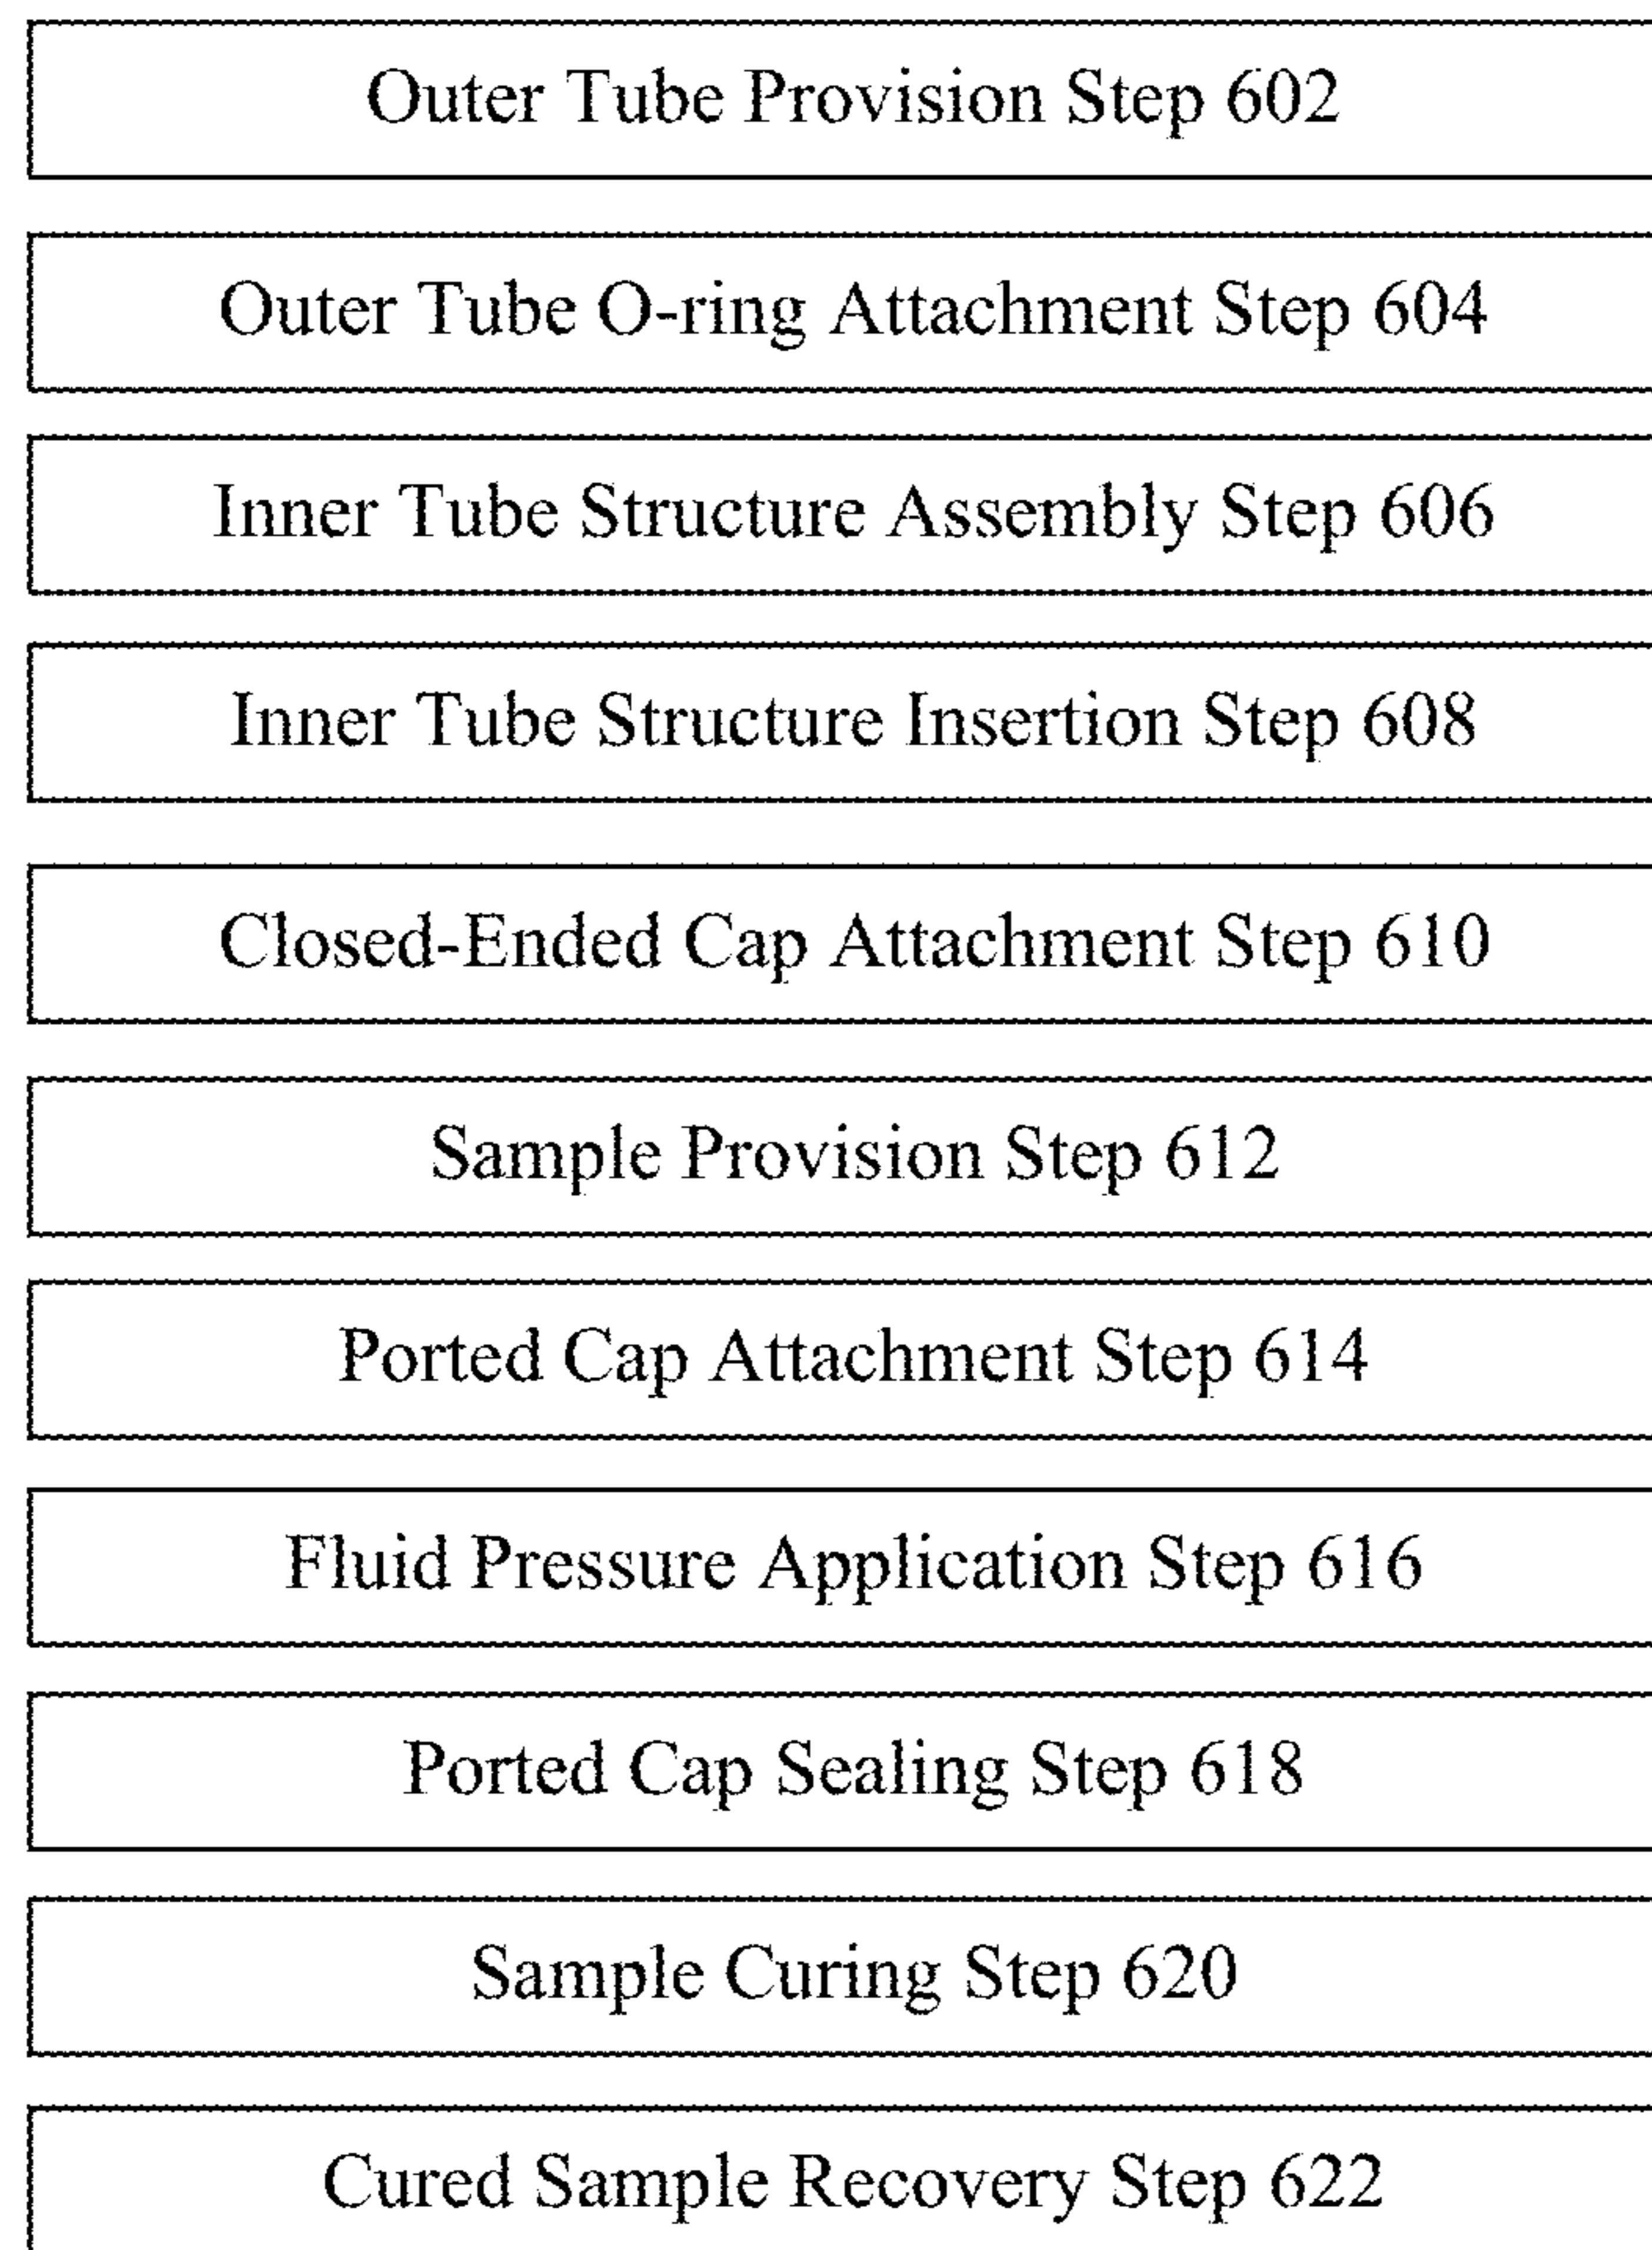 Outer Tube Provision Step 602
Outer Tube O-ring Attachment Step 604
Inner Tube Structure Assembly Step 606
Inner Tube Structure Insertion Step 608
Closed-Ended Cap Attachment Step 610
Sample Provision Step 612
Ported Cap Attachment Step 614
Fluid Pressure Application Step 616
Ported Cap Sealing Step 618
Sample Curing Step 620
Cured Sample Recovery Step 622